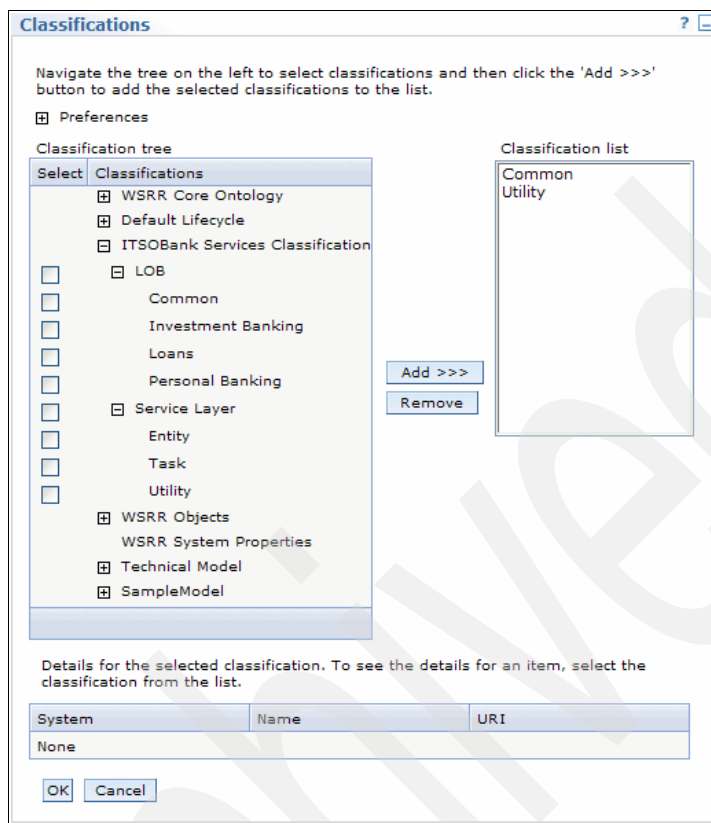 Classifications ?
Navigate the tree on the left to select classifications and then click the 'Add >>>'
button to add the selected classifications to the list.
Preferences
Classification tree
Select Classifications
WSRR Core Ontology
Default Lifecycle
ITSOBank Services Classification
LOB
Common
Investment Banking
Loans
Personal Banking
Service Layer
Entity
Task
Utility
WSRR Objects
WSRR System Properties
Technical Model
SampleModel
Add >>>
Remove
Classification list
Common
Utility
Details for the selected classification. To see the details for an item, select the
classification from the list.
System Name URI
None
OK Cancel